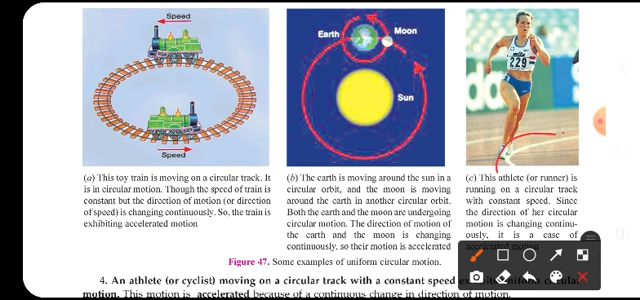 Speed
Speed
Earth
Moon
Sun
mita
229
(a) This toy train is moving on a circular track. It
is in circular motion. Though the speed of train is
constant but the direction of motion (or direction
of speed) is changing continuously. So, the train is
exhibiting accelerated motion
(b) The earth is moving around the sun in a
circular orbit, and the moon is moving
around the earth in another circular orbit.
Both the earth and the moon are undergoing
circular motion. The direction of motion of
the earth and the moon is changing
continuously, so their motion is accelerated
(c) This athlete (or runner) is
running on a circular track
with constant speed. Since
the direction of her circular
motion is changing continu-
ously, it is a case of
accelerated motion
Figure 47. Some examples of uniform circular motion.
4. An athlete (or cyclist) moving on a circular track with a constant speed
motion. This motion is accelerated because of a continuous change in direction of motion.